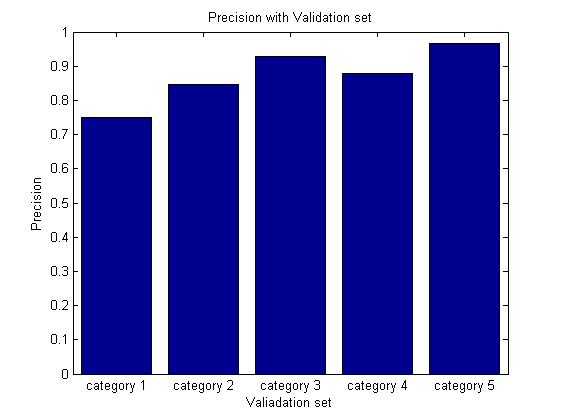 Precision with Validation set
1
0.9
0.8
0.7
0.6
0.5
0.4
0.3
0.2
0.1
0
Precision
category 1 category 2 category 3 category 4 category 5
Valiadation set